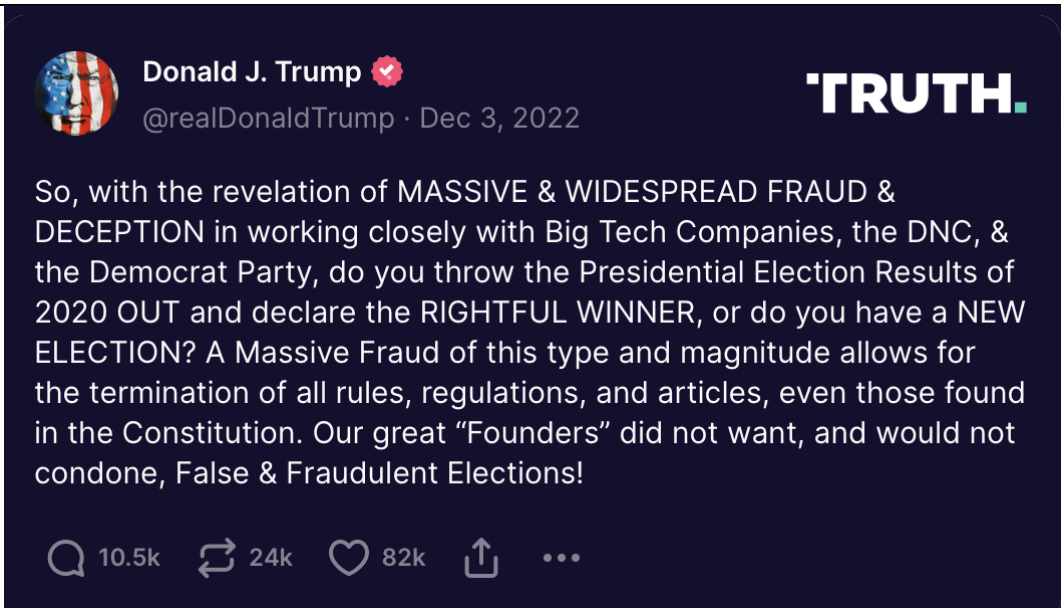 Donald J. Trump
TRUTH.
@realDonaldTrump · Dec 3, 2022
So, with the revelation of MASSIVE & WIDESPREAD FRAUD &
DECEPTION in working closely with Big Tech Companies, the DNC, &
the Democrat Party, do you throw the Presidential Election Results of
2020 OUT and declare the RIGHTFUL WINNER, or do you have a NEW
ELECTION? A Massive Fraud of this type and magnitude allows for
the termination of all rules, regulations, and articles, even those found
in the Constitution. Our great “Founders” did not want, and would not
condone, False & Fraudulent Elections!
10.5k 24k 82k